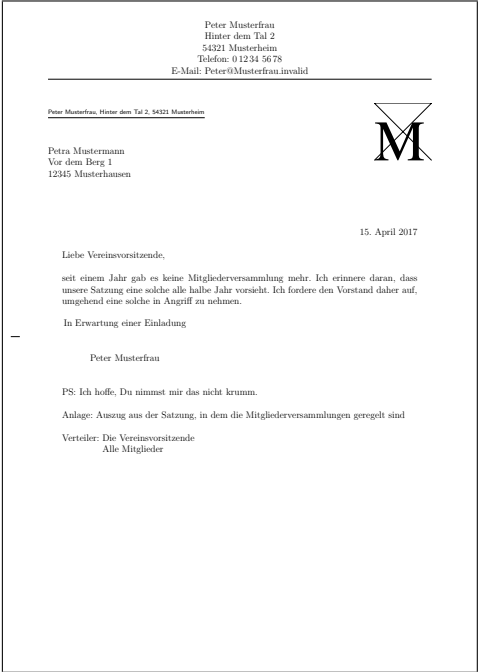 Peter Musterfrau
Hinter dem Tal 2
54321 Musterheim
Telefon: 0 12 34 56 78
E-Mail: Peter@Musterfrau.invalid
Peter Musterfrau, Hinter dem Tal 2, 54321 Musterheim
M
Petra Mustermann
Vor dem Berg 1
12345 Musterhausen
15. April 2017
Liebe Vereinsvorsitzende,
seit einem Jahr gab es keine Mitgliederversammlung mehr. Ich erinnere daran, dass
unsere Satzung eine solche alle halbe Jahr vorsieht. Ich fordere den Vorstand daher auf,
umgehend eine solche in Angriff zu nehmen.
In Erwartung einer Einladung
Peter Musterfrau
PS: Ich hoffe, Du nimmst mir das nicht krumm.
Anlage: Auszug aus der Satzung, in dem die Mitgliederversammlungen geregelt sind
Verteiler: Die Vereinsvorsitzende
Alle Mitglieder